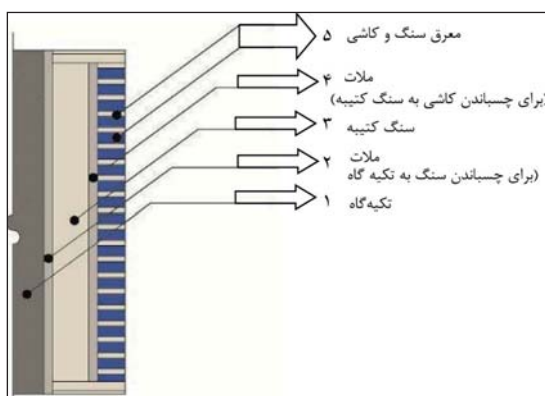 ۵ معرق سنگ و کاشی
۴ ملات
(برای چسباندن کاشی به سنگ کتیبه)
۳ سنگ کتیبه
۲ ملات
(برای چسباندن سنگ به تکیه گاه
۱ تکیه‌گاه